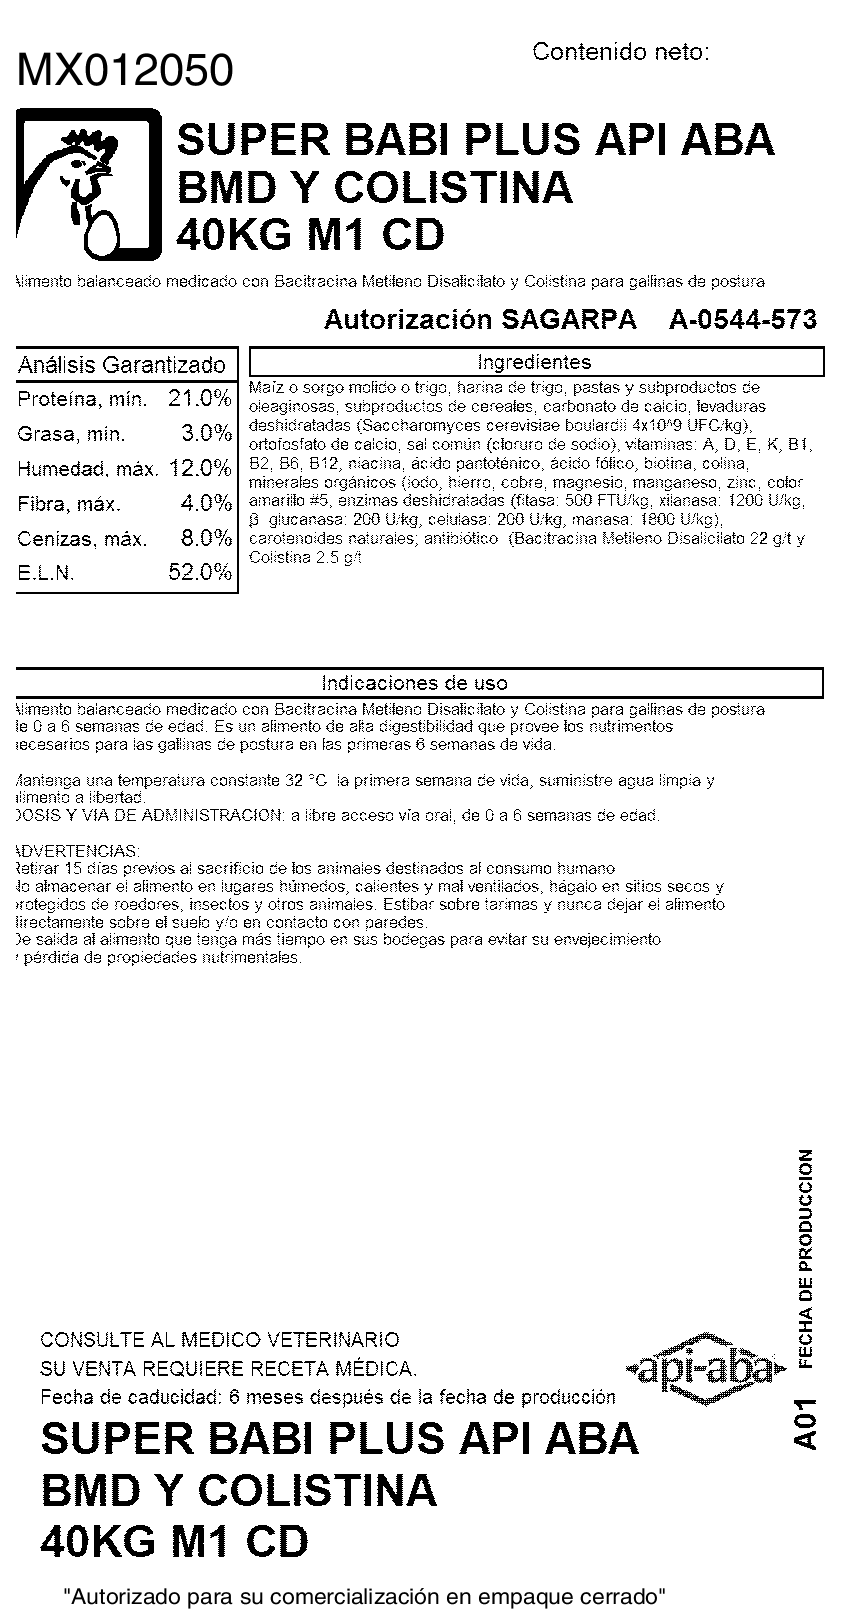 Contenido neto:
MX012050
SUPER BABI PLUS API ABA
BMD Y COLISTINA
40KG M1 CD
Alimento balanceado medicado con Bacitracina Metileno Disalicilato y Colistina para gallinas de postura
Autorización SAGARPA A-0544-573
Análisis Garantizado
Proteína, mín. 21.0%
Grasa, mín. 3.0%
Humedad, máx. 12.0%
Fibra, máx. 4.0%
Cenizas, máx. 8.0%
E.L.N. 52.0%
Ingredientes
Maíz o sorgo molido o trigo, harina de trigo, pastas y subproductos de
oleaginosas, subproductos de cereales, carbonato de calcio, levaduras
deshidratadas (Saccharomyces cerevisiae boulardii 4x10^9 UFC/kg),
ortofosfato de calcio, sal común (cloruro de sodio), vitaminas: A, D, E, K, B1,
B2, B6, B12, niacina, ácido pantoténico, ácido fólico, biotina, colina,
minerales orgánicos (iodo, hierro, cobre, magnesio, manganeso, zinc, color
amarillo #5, enzimas deshidratadas (fitasa: 500 FTU/kg, xilanasa: 1200 U/kg,
β glucanasa: 200 U/kg, celulasa: 200 U/kg, manasa: 1800 U/kg),
carotenoides naturales; antibiótico (Bacitracina Metileno Disalicilato 22 g/t y
Colistina 2.5 g/t
Indicaciones de uso
Alimento balanceado medicado con Bacitracina Metileno Disalicilato y Colistina para gallinas de postura
de 0 a 6 semanas de edad. Es un alimento de alta digestibilidad que provee los nutrimentos
necesarios para las gallinas de postura en las primeras 6 semanas de vida.
Mantenga una temperatura constante 32 °C la primera semana de vida, suministre agua limpia y
alimento a libertad.
DOSIS Y VIA DE ADMINISTRACION: a libre acceso vía oral, de 0 a 6 semanas de edad.
ADVERTENCIAS:
Retirar 15 días previos al sacrificio de los animales destinados al consumo humano
No almacenar el alimento en lugares húmedos, calientes y mal ventilados, hágalo en sitios secos y
protegidos de roedores, insectos y otros animales. Estibar sobre tarimas y nunca dejar el alimento
directamente sobre el suelo y/o en contacto con paredes.
De salida al alimento que tenga más tiempo en sus bodegas para evitar su envejecimiento
y pérdida de propiedades nutrimentales.
A01 FECHA DE PRODUCCION
CONSULTE AL MEDICO VETERINARIO
SU VENTA REQUIERE RECETA MÉDICA.
api-aba
Fecha de caducidad: 6 meses después de la fecha de producción
SUPER BABI PLUS API ABA
BMD Y COLISTINA
40KG M1 CD
"Autorizado para su comercialización en empaque cerrado"